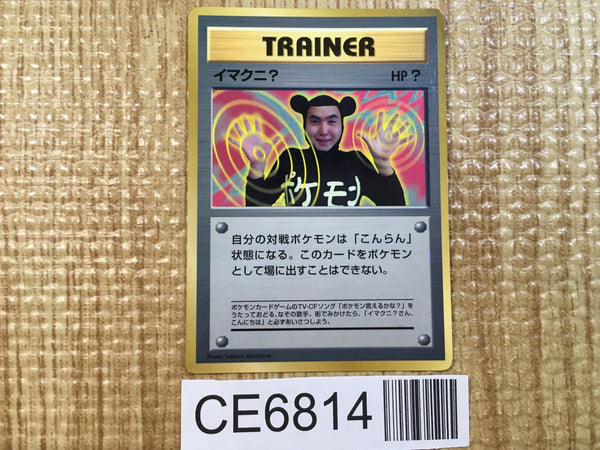 TRAINER
イマクニ? HP ?
ポケモン
自分の対戦ポケモンは「こんらん」
状態になる。このカードをポケモン
として場に出すことはできない。
ポケモンカードゲームのTV-CFソング「ポケモン言えるかな?」を
うたっておどる、なぞの歌手。街でみかけたら、「イマクニ?さん、
こんにちは」と必ずあいさつしよう。
Photo Takumi Akabane
CE6814